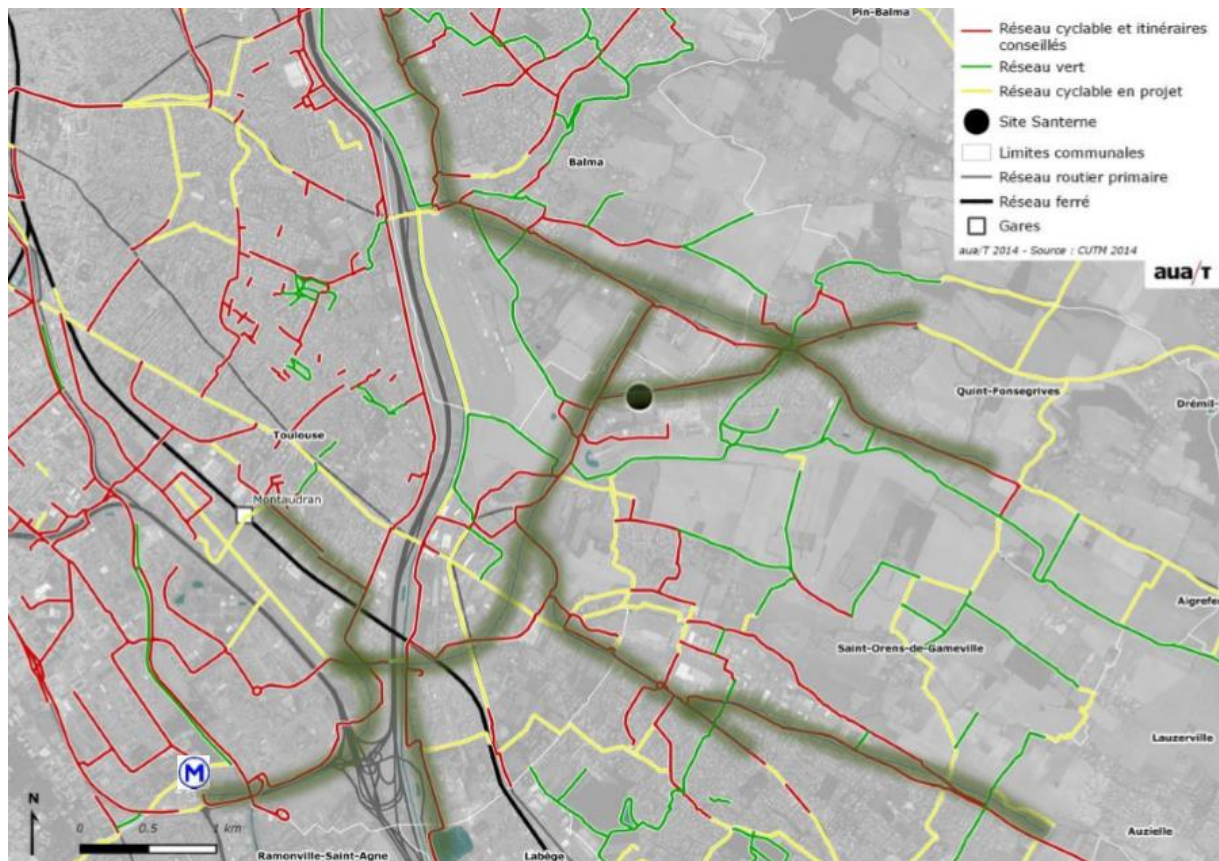 Pin-Balma
Réseau cyclable et itinéraires
conseillés
Réseau vert
Réseau cyclable en projet
Site Santerne
Limites communales
Réseau routier primaire
Réseau ferré
Gares
aua/T 2014 - Source : CUTM 2014
aua/T
Balma
Quint-Fonsegrives
Drémil-
Toulouse
Montaudran
Aigrefe
Saint-Orens-de-Gameville
Lauzerville
M
N
0 0.5 1 km
Auzielle
Ramonville-Saint-Agne
Labège